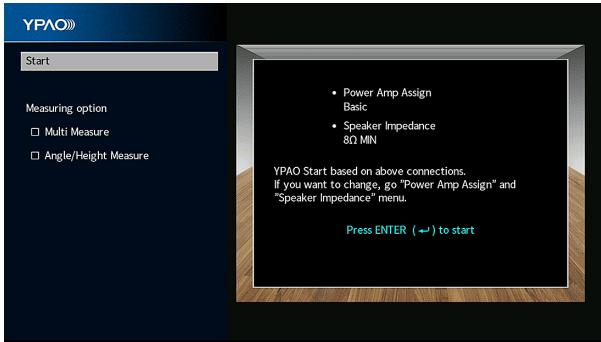 YPAO
Start
Measuring option
Multi Measure
Angle/Height Measure
• Power Amp Assign
Basic
• Speaker Impedance
8Ω MIN
YPAO Start based on above connections.
If you want to change, go "Power Amp Assign" and
"Speaker Impedance" menu.
Press ENTER (↵) to start